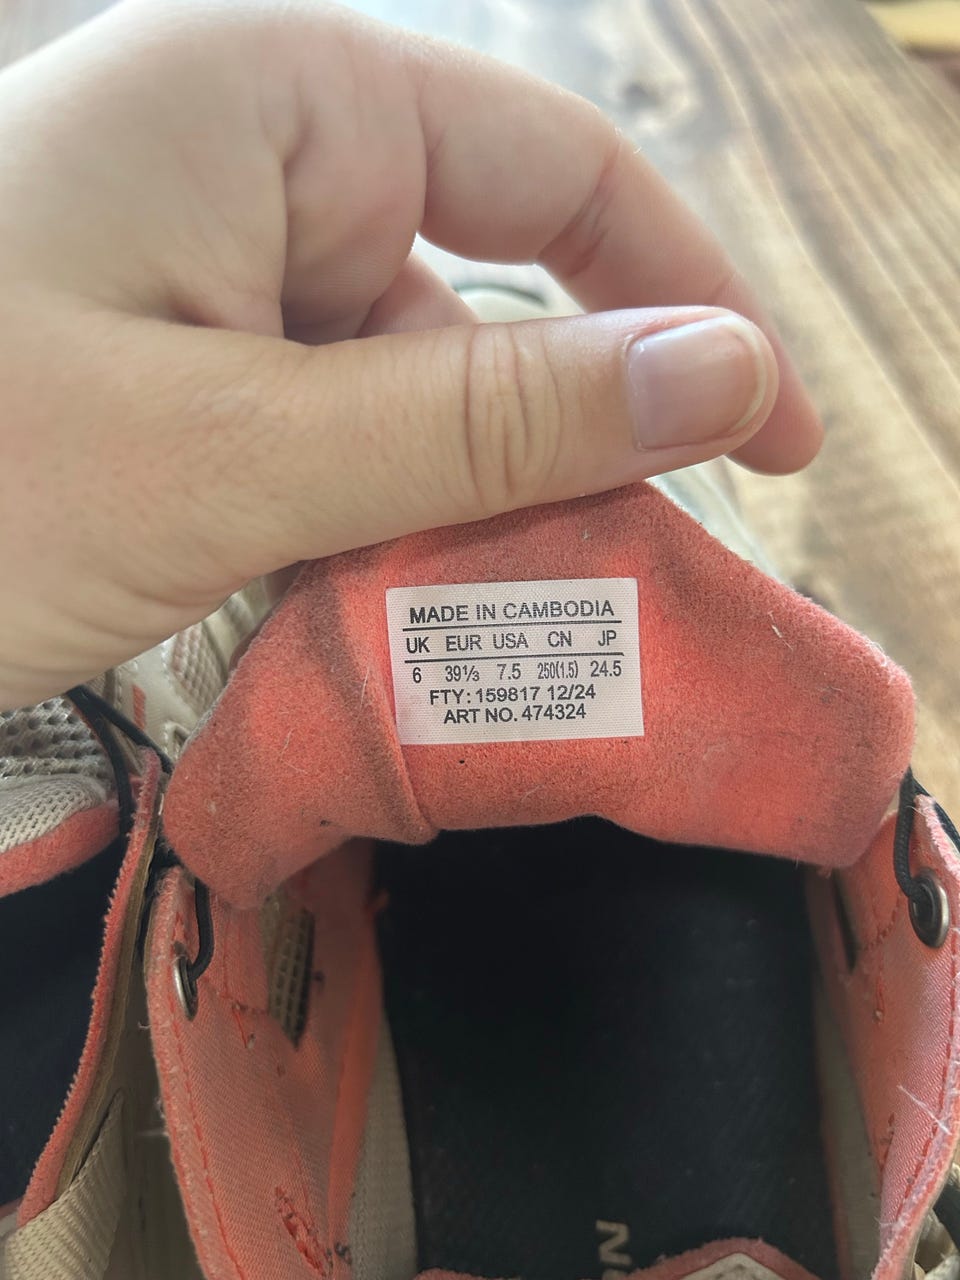 MADE IN CAMBODIA
UK EUR USA CN JP
6 39⅓ 7.5 250(1.5) 24.5
FTY: 159817 12/24
ART NO. 474324